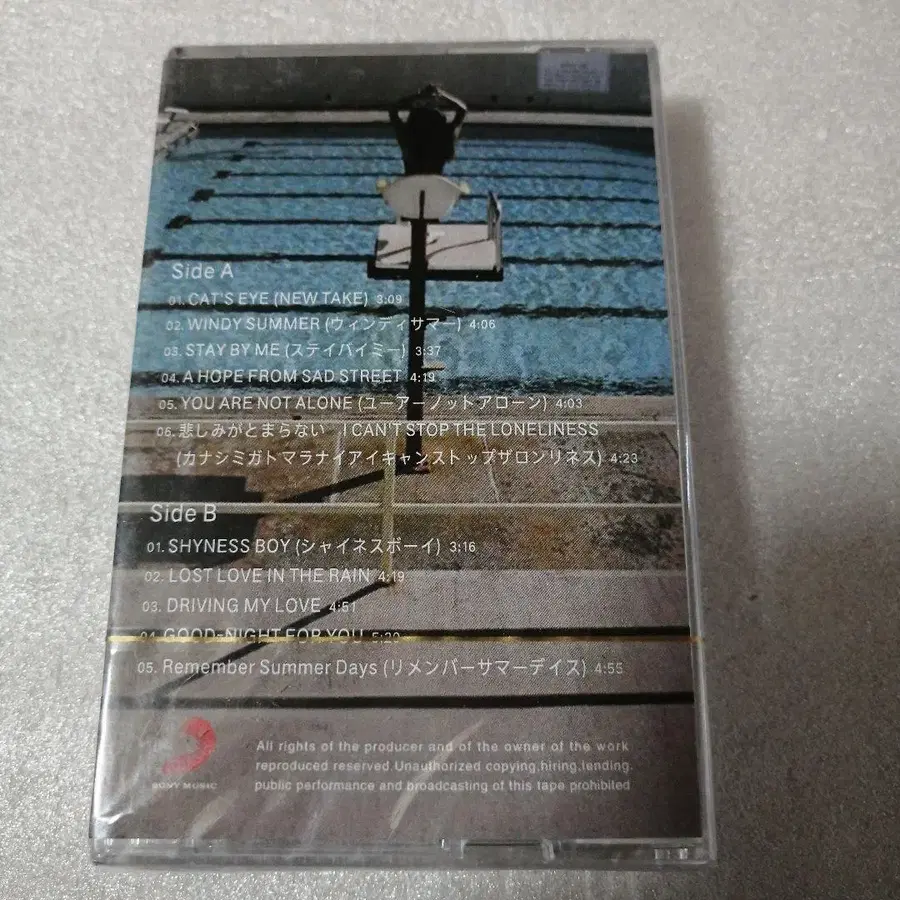 Side A
01. CAT'S EYE (NEW TAKE) 3:09
02. WINDY SUMMER (ウィンディサマー) 4:06
03. STAY BY ME (ステイバイミー) 3:37
04. A HOPE FROM SAD STREET 4:19
05. YOU ARE NOT ALONE (ユーアーノットアローン) 4:03
06. 悲しみがとまらない I CAN'T STOP THE LONELINESS
(カナシミガトマラナイアイキャンストップザロンリネス) 4:23
Side B
01. SHYNESS BOY (シャイネスボーイ) 3:16
02. LOST LOVE IN THE RAIN 4:19
03. DRIVING MY LOVE 4:51
04. GOOD-NIGHT FOR YOU 5:20
05. Remember Summer Days (リメンバーサマーデイズ) 4:55
SONY MUSIC
All rights of the producer and of the owner of the work
reproduced reserved.Unauthorized copying,hiring,lending,
public performance and broadcasting of this tape prohibited